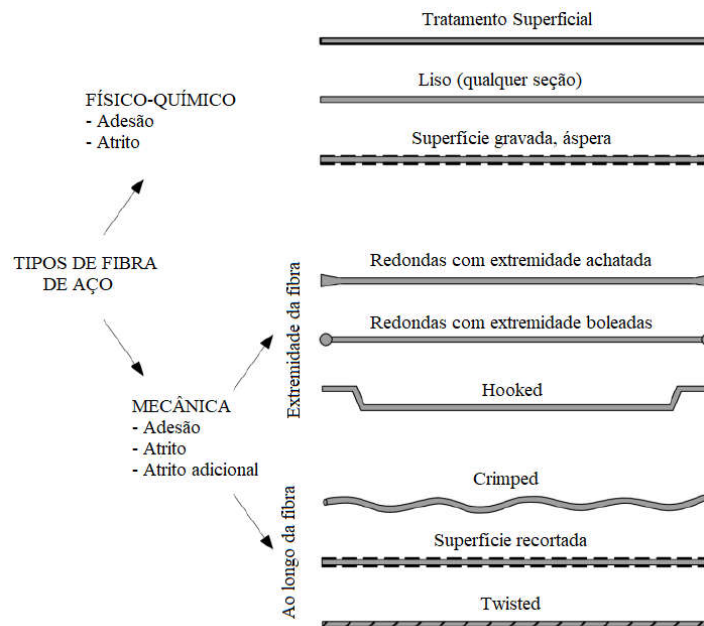 Tratamento Superficial
Liso (qualquer seção)
FÍSICO-QUÍMICO
- Adesão
- Atrito
Superfície gravada, áspera
TIPOS DE FIBRA
DE AÇO
Extremidade da fibra
Redondas com extremidade achatada
Redondas com extremidade boleadas
Hooked
MECÂNICA
- Adesão
- Atrito
- Atrito adicional
Ao longo da fibra
Crimped
Superfície recortada
Twisted